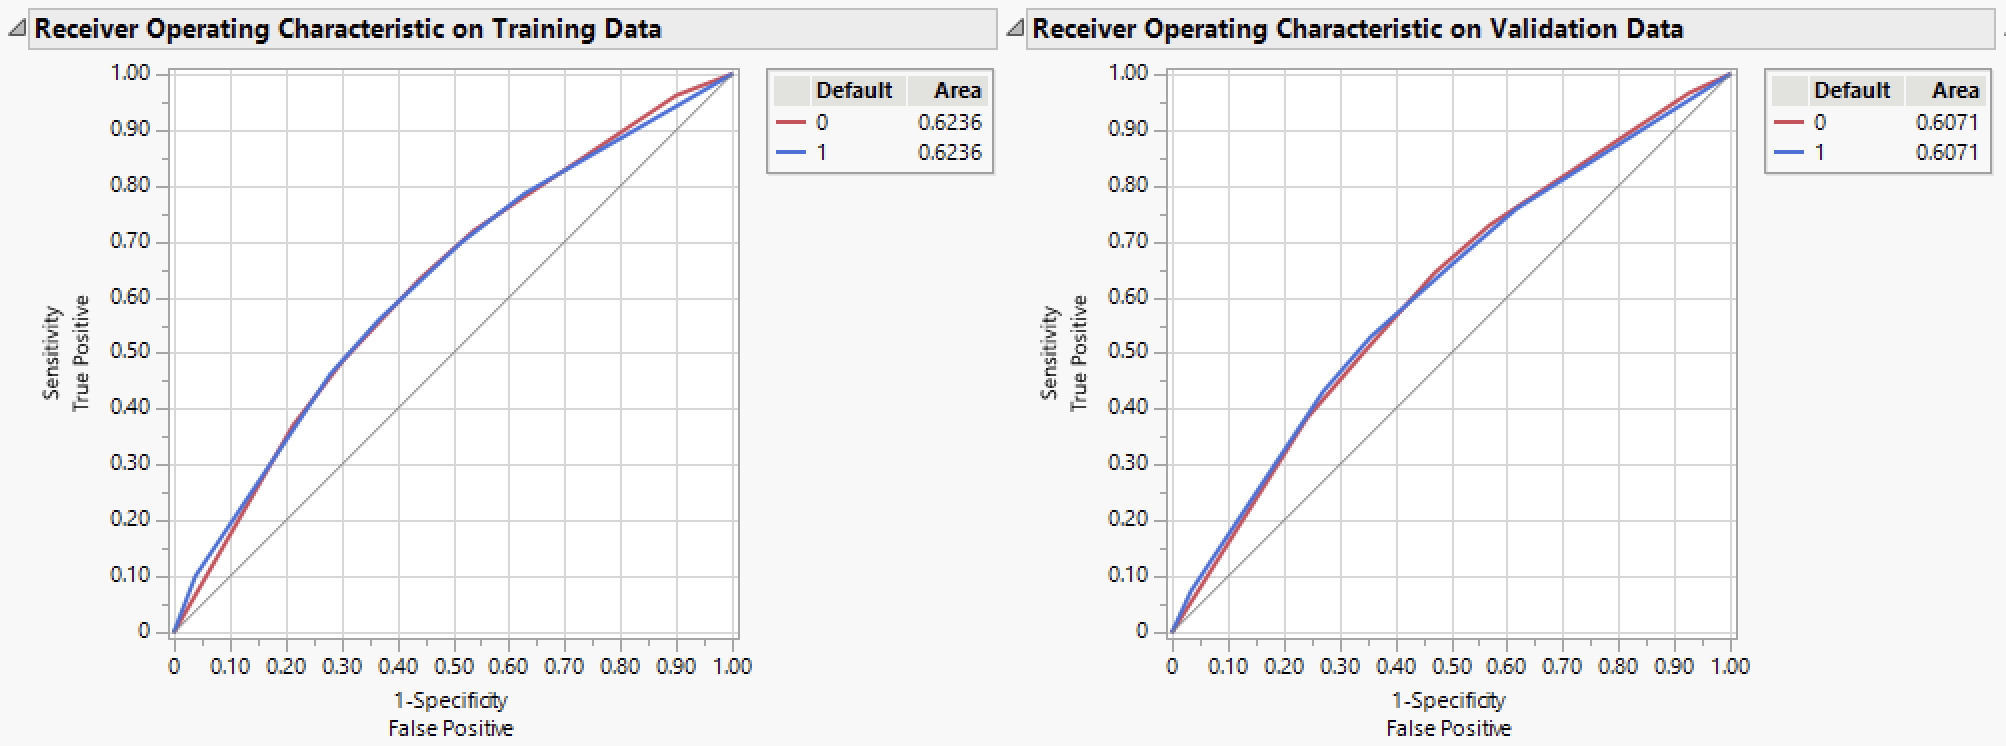 Receiver Operating Characteristic on Training Data
1.00
0.90
0.80
0.70
0.60
0.50
0.40
0.30
0.20
0.10
0
Sensitivity
True Positive
0 0.10 0.20 0.30 0.40 0.50 0.60 0.70 0.80 0.90 1.00
1-Specificity
False Positive
Default Area
0 0.6236
1 0.6236
Receiver Operating Characteristic on Validation Data
1.00
0.90
0.80
0.70
0.60
0.50
0.40
0.30
0.20
0.10
0
Sensitivity
True Positive
0 0.10 0.20 0.30 0.40 0.50 0.60 0.70 0.80 0.90 1.00
1-Specificity
False Positive
Default Area
0 0.6071
1 0.6071